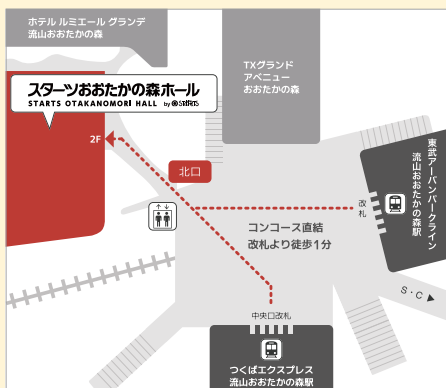 ホテル ルミエール グランデ
流山おおたかの森
スターツおおたかの森ホール
STARTS OTAKANOMORI HALL by STARTS
TXグランド
アベニュー
おおたかの森
2F
北口
東武アーバンパークライン
流山おおたかの森駅
改札
コンコース直結
改札より徒歩1分
S・C ▶
中央口改札
つくばエクスプレス
流山おおたかの森駅